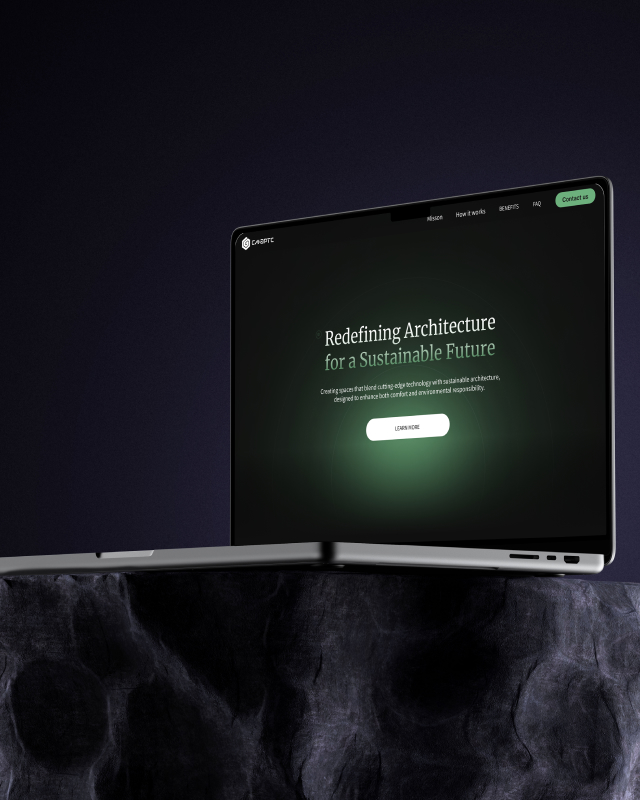 Mission
How it works
BENEFITS
FAQ
Contact us
Redefining Architecture
for a Sustainable Future
Creating spaces that blend cutting-edge technology with sustainable architecture,
designed to enhance both comfort and environmental responsibility.
LEARN MORE